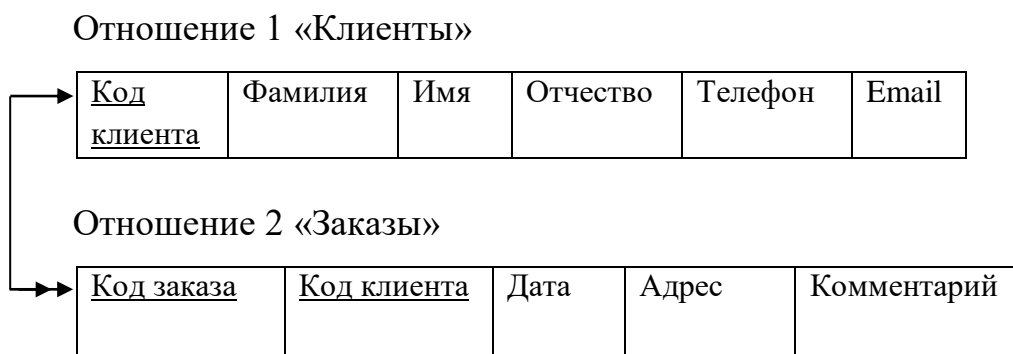 Отношение 1 «Клиенты»
Код клиента Фамилия Имя Отчество Телефон Email
Отношение 2 «Заказы»
Код заказа Код клиента Дата Адрес Комментарий